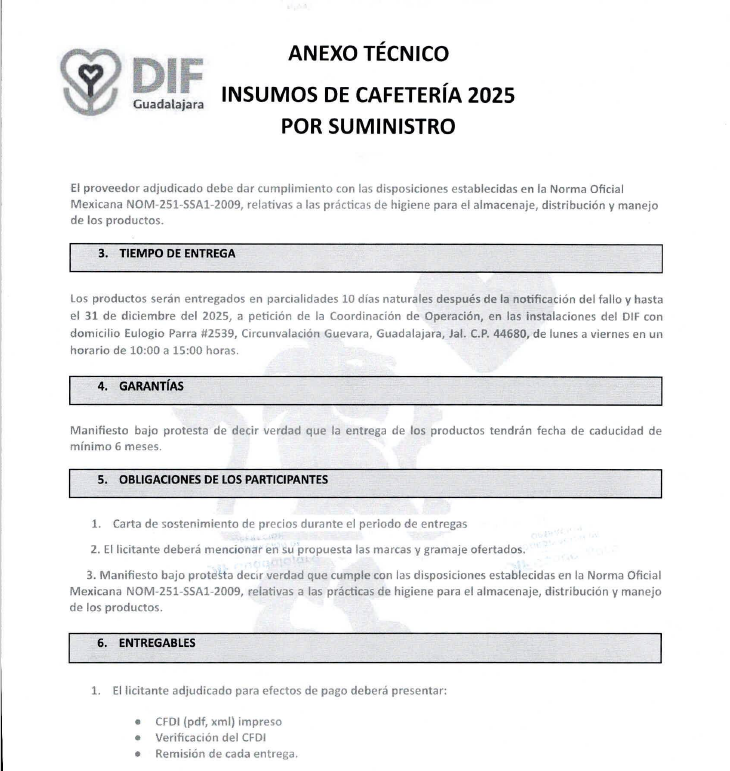 ANEXO TÉCNICO
DIF
Guadalajara
INSUMOS DE CAFETERÍA 2025
POR SUMINISTRO
El proveedor adjudicado debe dar cumplimiento con las disposiciones establecidas en la Norma Oficial
Mexicana NOM-251-SSA1-2009, relativas a las prácticas de higiene para el almacenaje, distribución y manejo
de los productos.
3. TIEMPO DE ENTREGA
Los productos serán entregados en parcialidades 10 días naturales después de la notificación del fallo y hasta
el 31 de diciembre del 2025, a petición de la Coordinación de Operación, en las instalaciones del DIF con
domicilio Eulogio Parra #2539, Circunvalación Guevara, Guadalajara, Jal. C.P. 44680, de lunes a viernes en un
horario de 10:00 a 15:00 horas.
4. GARANTÍAS
Manifiesto bajo protesta de decir verdad que la entrega de los productos tendrán fecha de caducidad de
mínimo 6 meses.
5. OBLIGACIONES DE LOS PARTICIPANTES
1. Carta de sostenimiento de precios durante el periodo de entregas
2. El licitante deberá mencionar en su propuesta las marcas y gramaje ofertados.
3. Manifiesto bajo protesta decir verdad que cumple con las disposiciones establecidas en la Norma Oficial
Mexicana NOM-251-SSA1-2009, relativas a las prácticas de higiene para el almacenaje, distribución y manejo
de los productos.
6. ENTREGABLES
1. El licitante adjudicado para efectos de pago deberá presentar:
• CFDI (pdf, xml) impreso
• Verificación del CFDI
• Remisión de cada entrega.